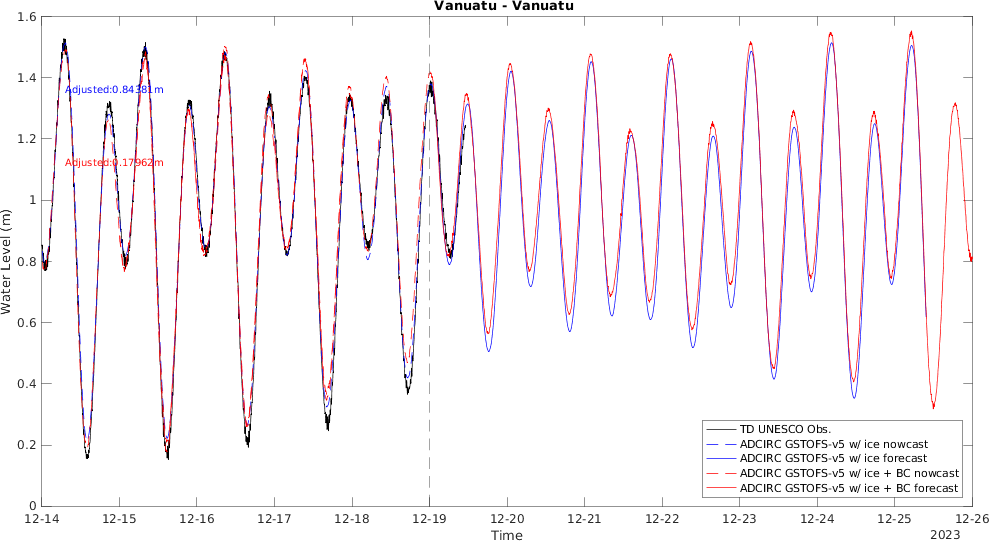 Vanuatu - Vanuatu
1.6
1.4
1.2
1
0.8
0.6
0.4
0.2
0
Water Level (m)
Adjusted:0.84381m
Adjusted:0.17962m
TD UNESCO Obs.
ADCIRC GSTOFS-v5 w/ ice nowcast
ADCIRC GSTOFS-v5 w/ ice forecast
ADCIRC GSTOFS-v5 w/ ice + BC nowcast
ADCIRC GSTOFS-v5 w/ ice + BC forecast
12-14 12-15 12-16 12-17 12-18 12-19 12-20 12-21 12-22 12-23 12-24 12-25 12-26
Time
2023